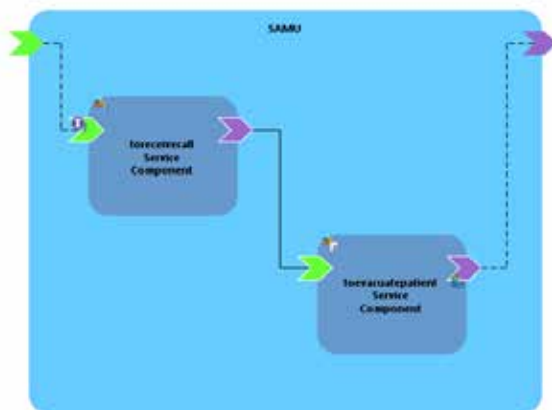 SAMU
toreceivecall
Service
Component
toevacuatepatient
Service
Component